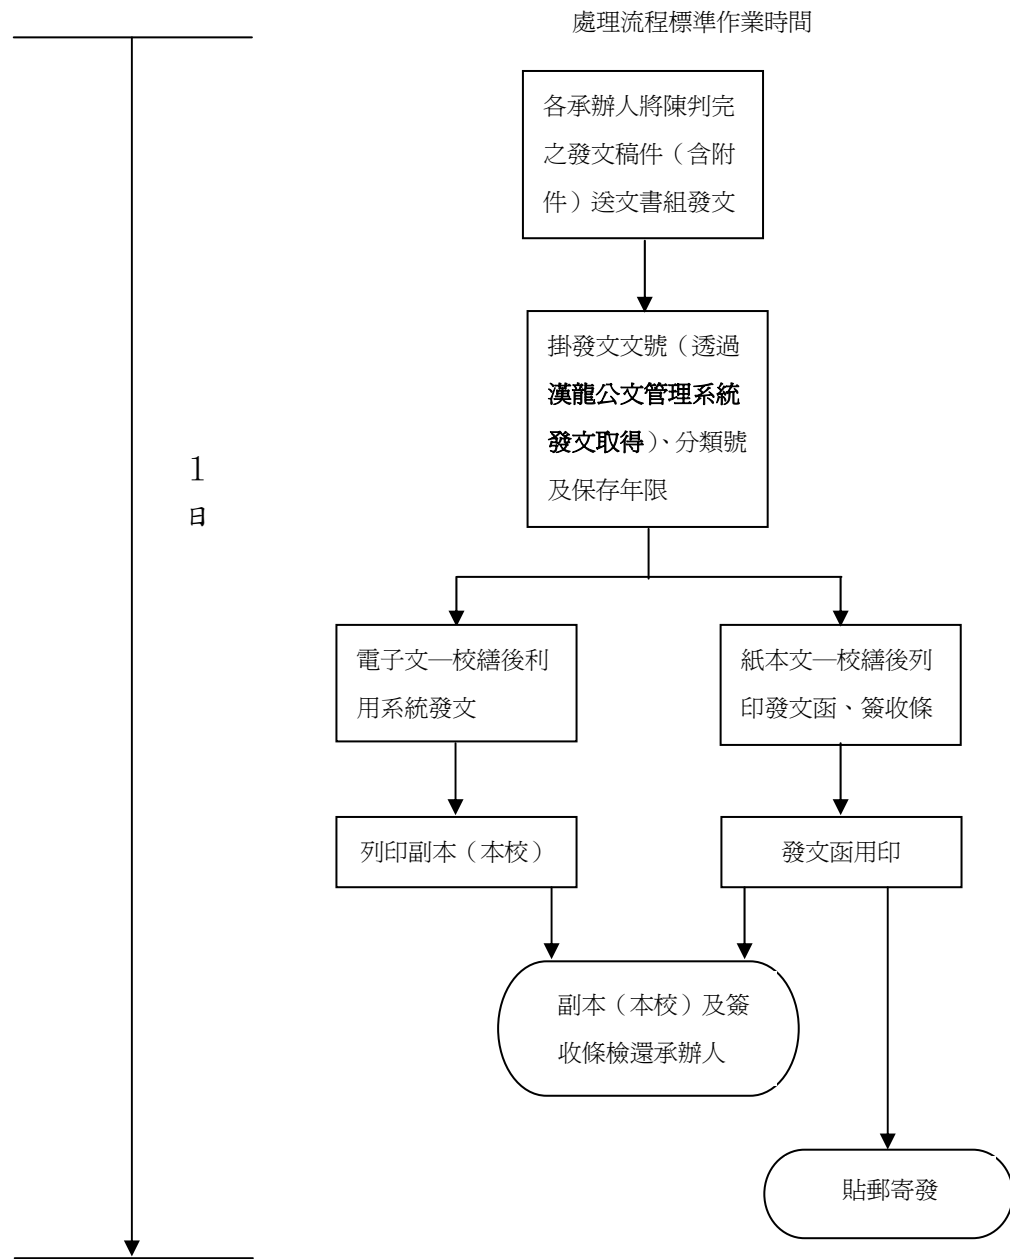 處理流程標準作業時間
各承辦人將陳判完
之發文稿件（含附
件）送文書組發文
掛發文文號（透過
漢龍公文管理系統
發文取得）、分類號
及保存年限
1
日
電子文—校繕後利
用系統發文
紙本文—校繕後列
印發文函、簽收條
列印副本（本校）
發文函用印
副本（本校）及簽
收條檢還承辦人
貼郵寄發